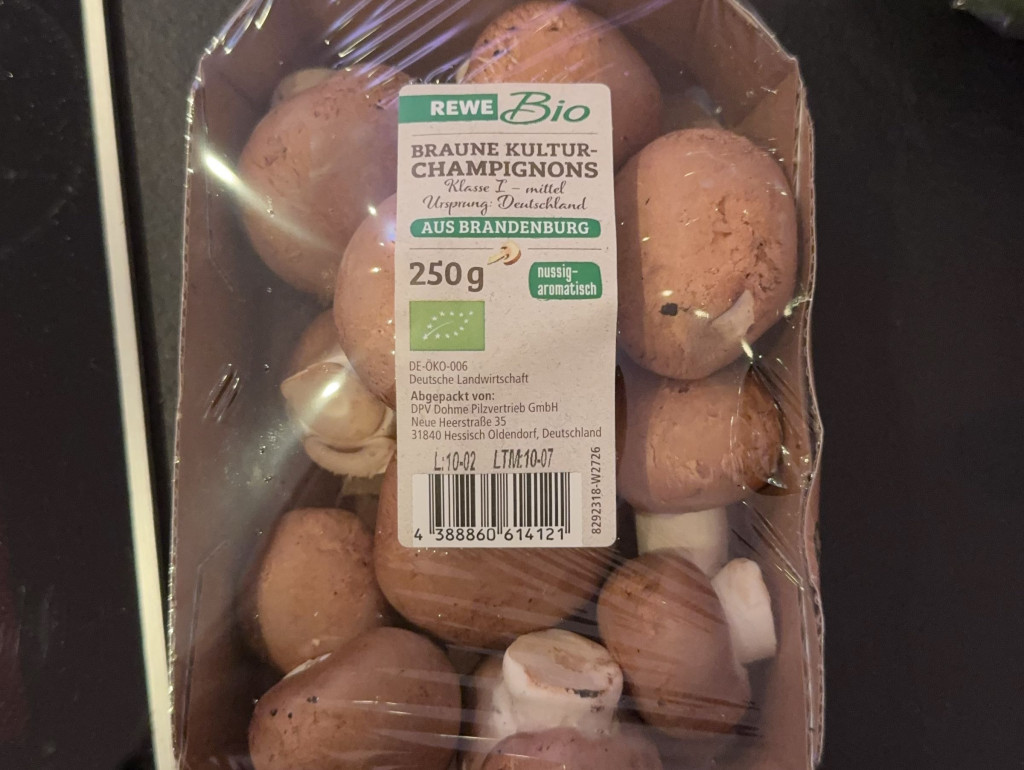 REWE Bio
BRAUNE KULTUR-
CHAMPIGNONS
Klasse I – mittel
Ursprung: Deutschland
AUS BRANDENBURG
250g
nussig-
aromatisch
DE-ÖKO-006
Deutsche Landwirtschaft
Abgepackt von:
DPV Dohme Pilzvertrieb GmbH
Neue Heerstraße 35
31840 Hessisch Oldendorf, Deutschland
L:10-02 LTM:10-07
4 388860 614121
8292318-W2726